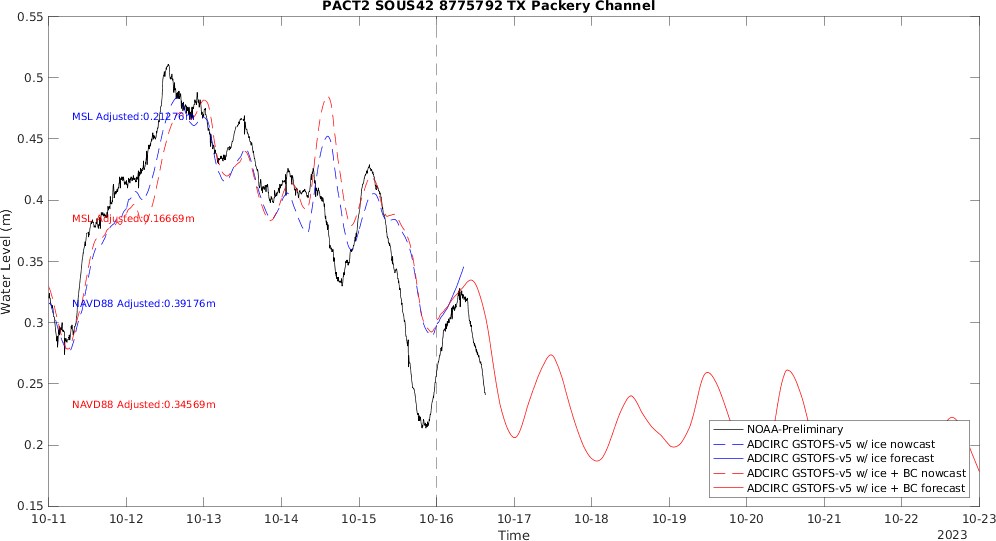 PACT2 SOUS42 8775792 TX Packery Channel
0.55
0.5
0.45
0.4
0.35
0.3
0.25
0.2
0.15
Water Level (m)
MSL Adjusted:0.21276m
MSL Adjusted:0.16669m
NAVD88 Adjusted:0.39176m
NAVD88 Adjusted:0.34569m
NOAA-Preliminary
ADCIRC GSTOFS-v5 w/ ice nowcast
ADCIRC GSTOFS-v5 w/ ice forecast
ADCIRC GSTOFS-v5 w/ ice + BC nowcast
ADCIRC GSTOFS-v5 w/ ice + BC forecast
10-11 10-12 10-13 10-14 10-15 10-16 10-17 10-18 10-19 10-20 10-21 10-22 10-23
Time
2023